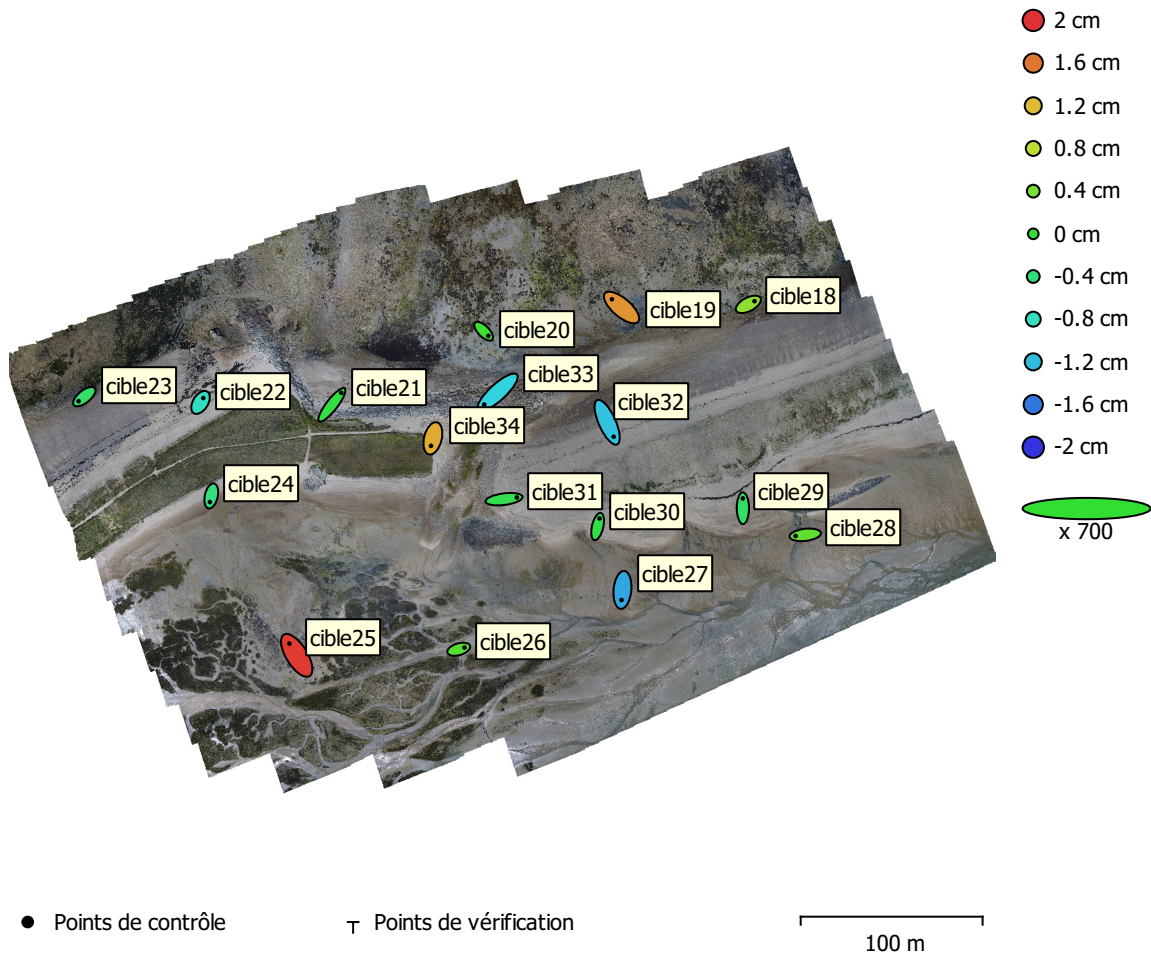 2 cm
1.6 cm
1.2 cm
0.8 cm
0.4 cm
0 cm
-0.4 cm
-0.8 cm
-1.2 cm
-1.6 cm
-2 cm
x 700
cible18
cible19
cible20
cible33
cible23
cible22
cible21
cible32
cible34
cible24
cible31
cible29
cible30
cible28
cible27
cible25
cible26
Points de contrôle
Points de vérification
100 m